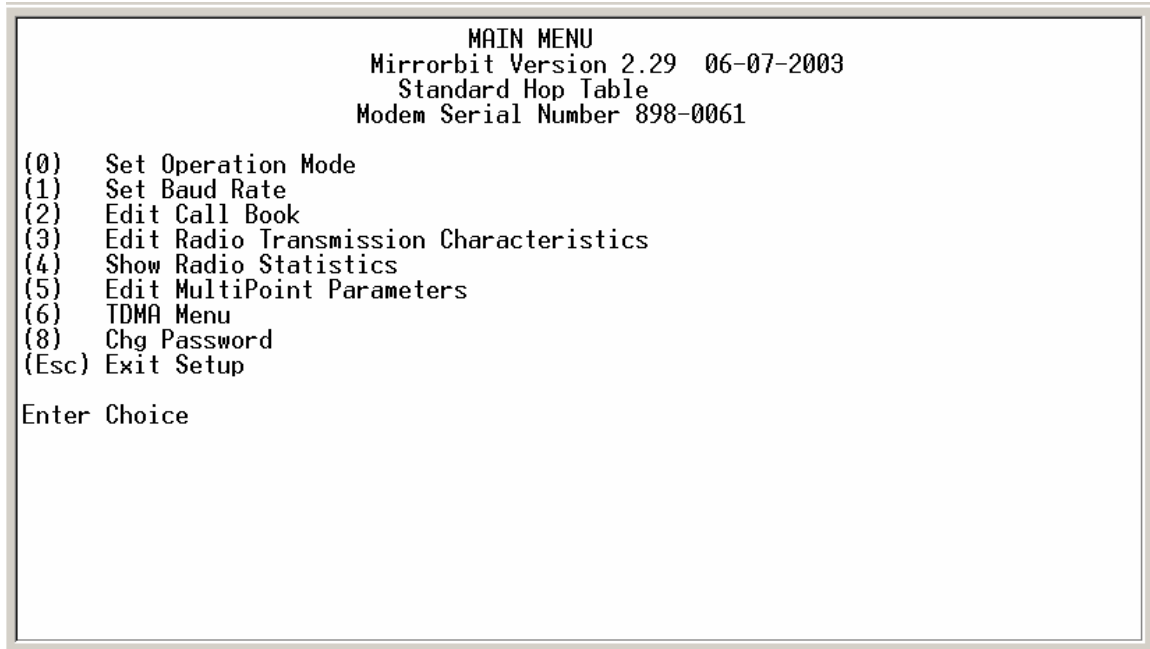 MAIN MENU
Mirrorbit Version 2.29 06-07-2003
Standard Hop Table
Modem Serial Number 898-0061
(0) Set Operation Mode
(1) Set Baud Rate
(2) Edit Call Book
(3) Edit Radio Transmission Characteristics
(4) Show Radio Statistics
(5) Edit MultiPoint Parameters
(6) TDMA Menu
(8) Chg Password
(Esc) Exit Setup
Enter Choice